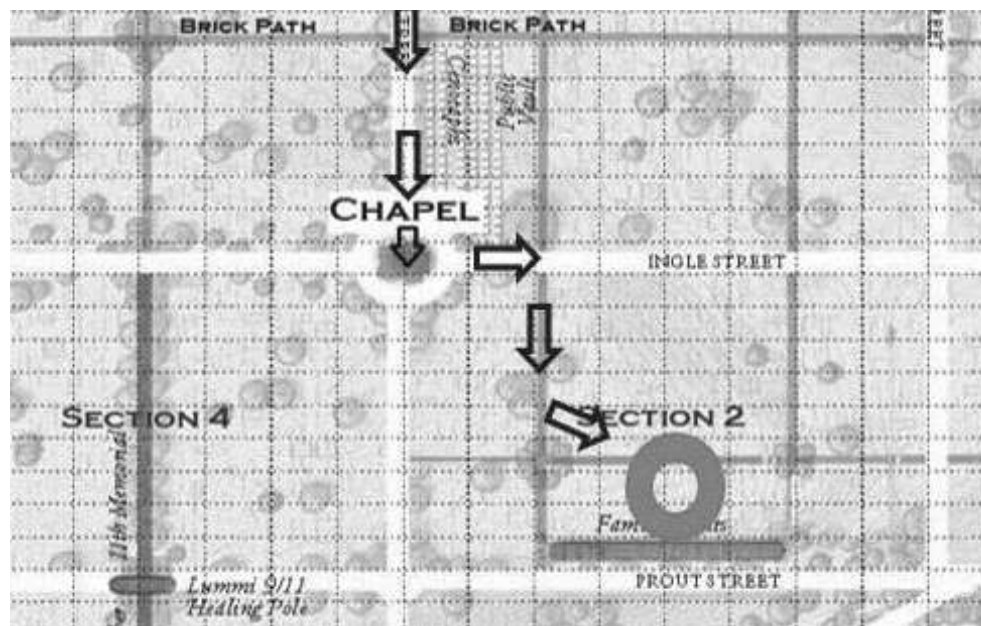 BRICK PATH
BRICK PATH
Public
Vault
CHAPEL
INGLE STREET
SECTION 4
SECTION 2
11th Memorial
PROUT STREET
Lummi 9/11
Healing Pole